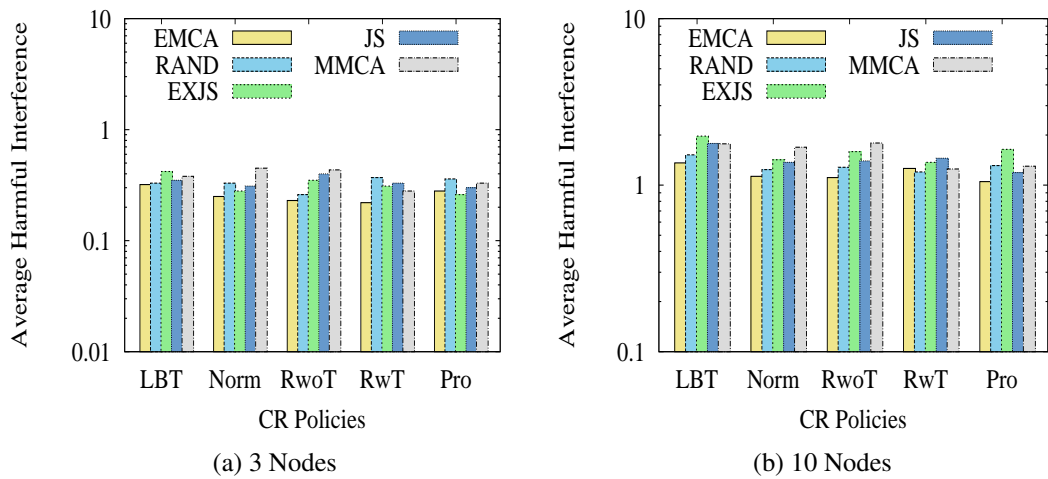 Average Harmful Interference
10
1
0.1
0.01
EMCA
RAND
EXJS
JS
MMCA
LBT Norm RwoT RwT Pro
CR Policies
(a) 3 Nodes
Average Harmful Interference
10
1
0.1
EMCA
RAND
EXJS
JS
MMCA
LBT Norm RwoT RwT Pro
CR Policies
(b) 10 Nodes